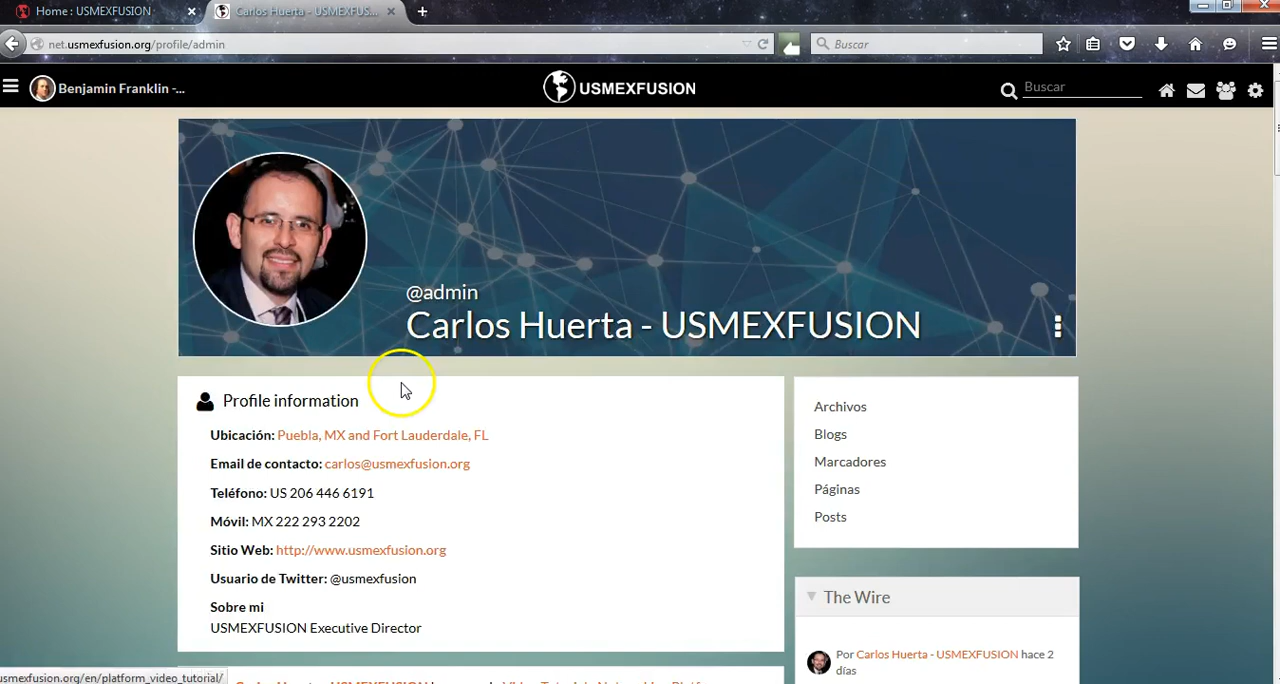 Home : USMEXFUSION
Carlos Huerta - USMEXFUS...
net.usmexfusion.org/profile/admin
Buscar
Benjamin Franklin -...
USMEXFUSION
Buscar
@admin
Carlos Huerta - USMEXFUSION
Profile information
Ubicación: Puebla, MX and Fort Lauderdale, FL
Email de contacto: carlos@usmexfusion.org
Teléfono: US 206 446 6191
Móvil: MX 222 293 2202
Sitio Web: http://www.usmexfusion.org
Usuario de Twitter: @usmexfusion
Sobre mi
USMEXFUSION Executive Director
Archivos
Blogs
Marcadores
Páginas
Posts
The Wire
Por Carlos Huerta - USMEXFUSION hace 2
días
usmexfusion.org/en/platform_video_tutorial/